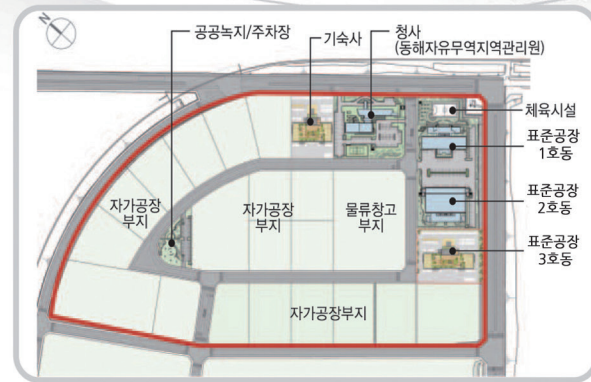 N
공공녹지/주차장
기숙사
청사
(동해자유무역지역관리원)
체육시설
표준공장
1호동
표준공장
2호동
표준공장
3호동
자가공장
부지
자가공장
부지
물류창고
부지
자가공장부지